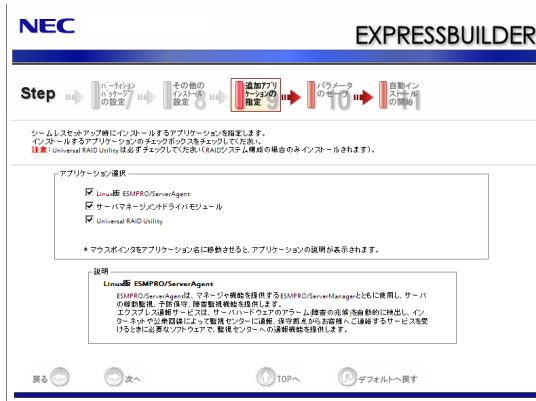 NEC
EXPRESSBUILDER
Step
パーティション
パッケージ
の設定
7
その他の
インストール
設定
8
追加アプリ
ケーションの
指定
9
パラメータ
のセーブ
10
自動イン
ストール
の開始
11
シームレスセットアップ時にインストールするアプリケーションを指定します。
インストールするアプリケーションのチェックボックスをチェックしてください。
注意：Universal RAID Utility は必ずチェックしてください（RAIDシステム構成の場合のみインストールされます）。
アプリケーション選択
Linux版 ESMPRO/ServerAgent
サーバマネージメントドライバモジュール
Universal RAID Utility
* マウスポインタをアプリケーション名に移動させると、アプリケーションの説明が表示されます。
説明
Linux版 ESMPRO/ServerAgent
ESMPRO/ServerAgentは、マネージャ機能を提供するESMPRO/ServerManagerとともに使用し、サーバ
の稼動監視、予防保守、障害監視機能を提供します。
エクスプレス通報サービスは、サーバハードウェアのアラーム(障害の兆候)を自動的に検出し、イン
ターネットや公衆回線によって監視センターに通報、保守拠点からお客様へご連絡するサービスを受
けるときに必要なソフトウェアで、監視センターへの通報機能を提供します。
戻る
次へ
TOPへ
デフォルトへ戻す